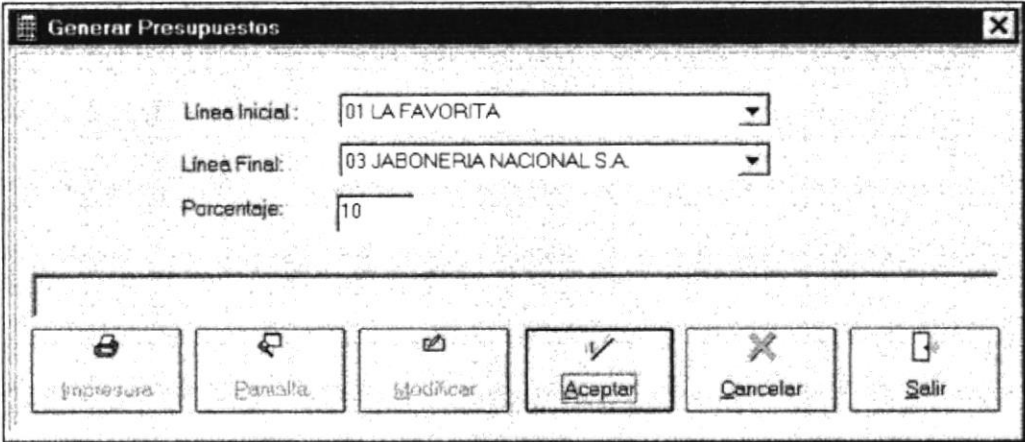 Generar Presupuestos
Línea Inicial: 01 LA FAVORITA
Línea Final: 03 JABONERIA NACIONAL S.A.
Porcentaje: 10
Impresora Pantalla Modificar Aceptar Cancelar Salir